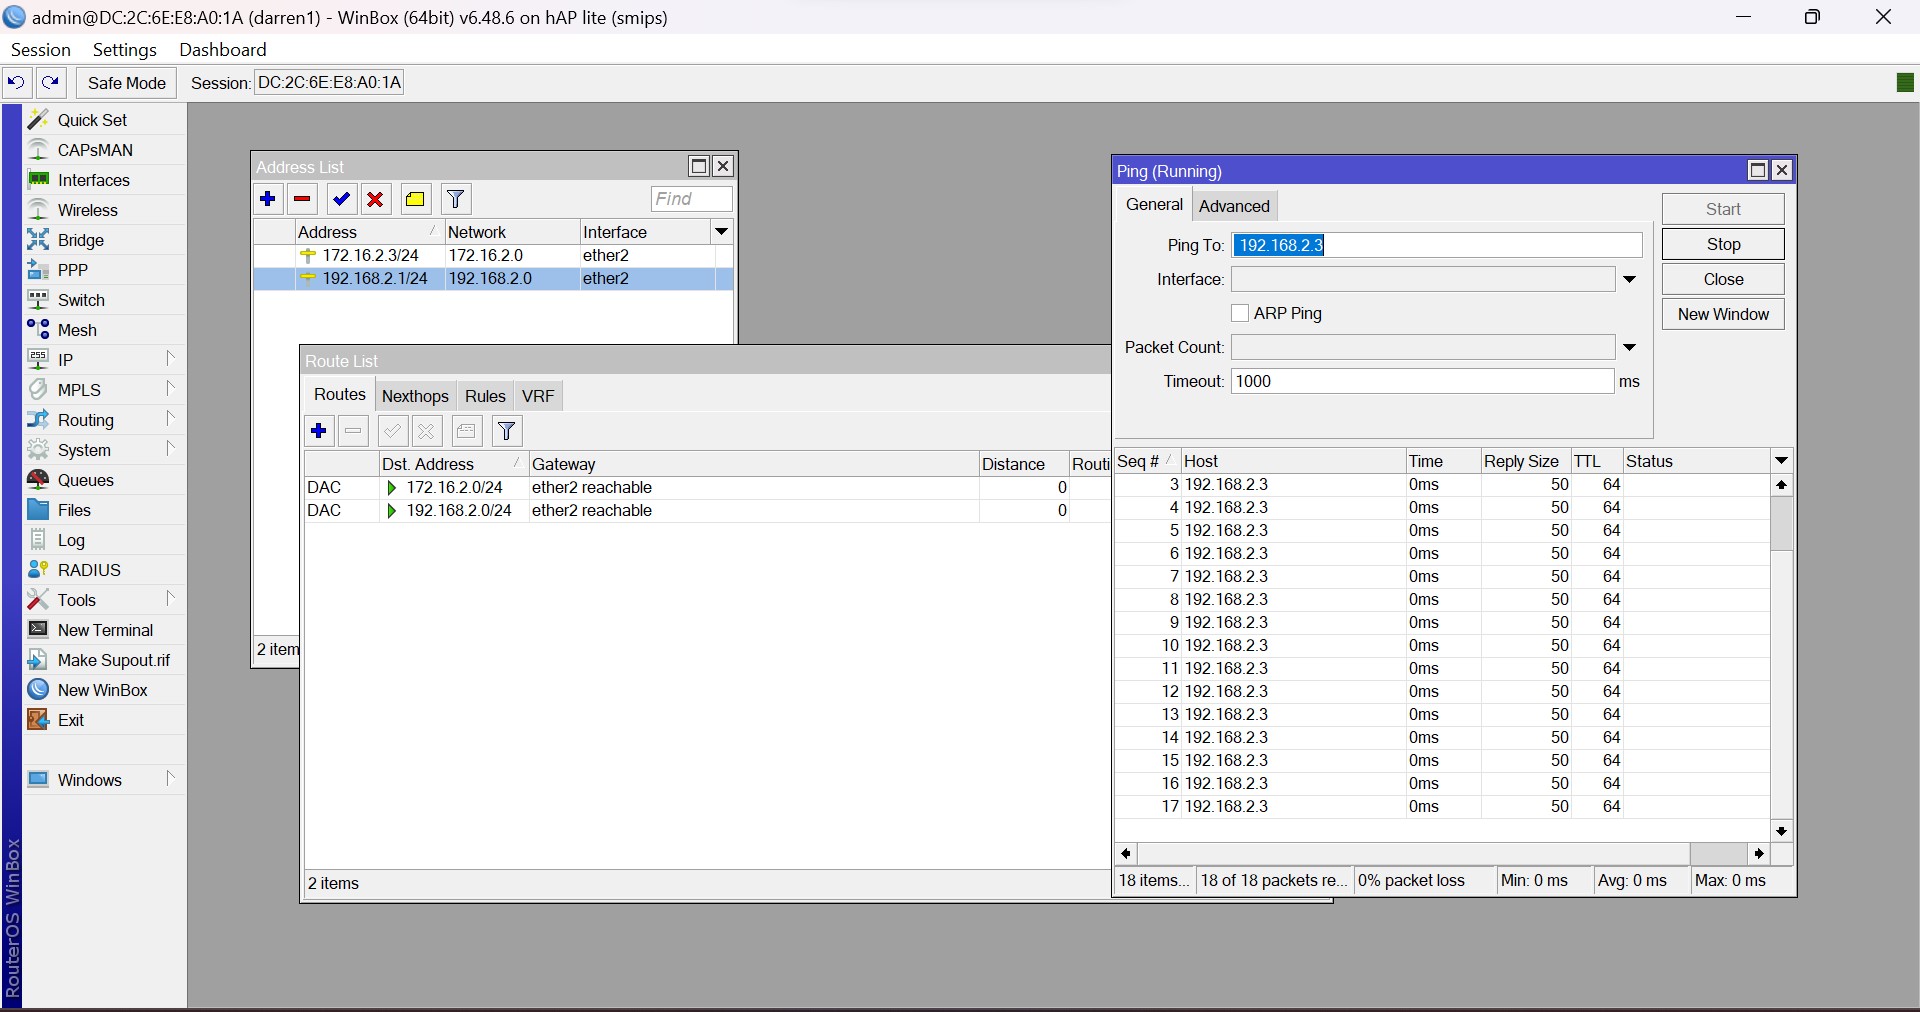 admin@DC:2C:6E:E8:A0:1A (darren1) - WinBox (64bit) v6.48.6 on hAP lite (smips)
Session Settings Dashboard
Safe Mode Session: DC:2C:6E:E8:A0:1A
Quick Set
CAPsMAN
Interfaces
Wireless
Bridge
PPP
Switch
Mesh
255 IP
MPLS
Routing
System
Queues
Files
Log
RADIUS
Tools
New Terminal
Make Supout.rif
New WinBox
Exit
Windows
RouterOS WinBox
Address List
Find
Address Network Interface
172.16.2.3/24 172.16.2.0 ether2
192.168.2.1/24 192.168.2.0 ether2
2 item
Route List
Routes Nexthops Rules VRF
Dst. Address Gateway Distance Routi
DAC 172.16.2.0/24 ether2 reachable 0
DAC 192.168.2.0/24 ether2 reachable 0
2 items
Ping (Running)
General Advanced
Ping To: 192.168.2.3
Interface:
ARP Ping
Packet Count:
Timeout: 1000 ms
Start
Stop
Close
New Window
Seq # Host Time Reply Size TTL Status
3 192.168.2.3 0ms 50 64
4 192.168.2.3 0ms 50 64
5 192.168.2.3 0ms 50 64
6 192.168.2.3 0ms 50 64
7 192.168.2.3 0ms 50 64
8 192.168.2.3 0ms 50 64
9 192.168.2.3 0ms 50 64
10 192.168.2.3 0ms 50 64
11 192.168.2.3 0ms 50 64
12 192.168.2.3 0ms 50 64
13 192.168.2.3 0ms 50 64
14 192.168.2.3 0ms 50 64
15 192.168.2.3 0ms 50 64
16 192.168.2.3 0ms 50 64
17 192.168.2.3 0ms 50 64
18 items... 18 of 18 packets re... 0% packet loss Min: 0 ms Avg: 0 ms Max: 0 ms